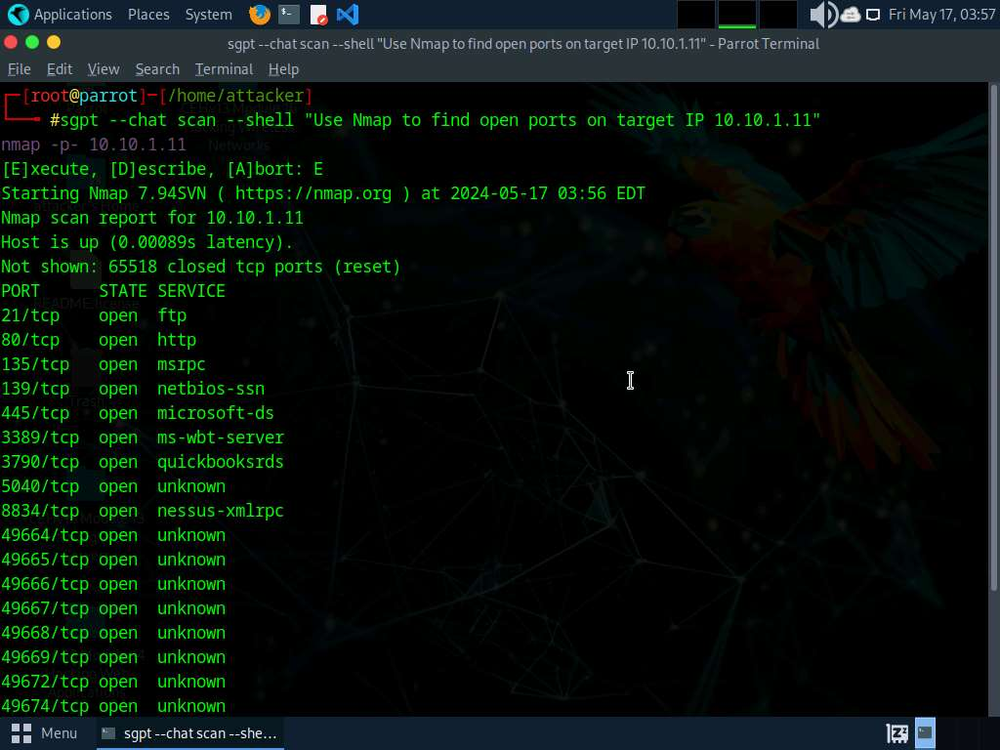 Applications Places System Fri May 17, 03:57
sgpt --chat scan --shell "Use Nmap to find open ports on target IP 10.10.1.11" - Parrot Terminal
File Edit View Search Terminal Help
┌─[root@parrot]─[/home/attacker]
└──╼ #sgpt --chat scan --shell "Use Nmap to find open ports on target IP 10.10.1.11"
nmap -p- 10.10.1.11
[E]xecute, [D]escribe, [A]bort: E
Starting Nmap 7.94SVN ( https://nmap.org ) at 2024-05-17 03:56 EDT
Nmap scan report for 10.10.1.11
Host is up (0.00089s latency).
Not shown: 65518 closed tcp ports (reset)
PORT      STATE SERVICE
21/tcp    open  ftp
80/tcp    open  http
135/tcp   open  msrpc
139/tcp   open  netbios-ssn
445/tcp   open  microsoft-ds
3389/tcp  open  ms-wbt-server
3790/tcp  open  quickbooksrds
5040/tcp  open  unknown
8834/tcp  open  nessus-xmlrpc
49664/tcp open  unknown
49665/tcp open  unknown
49666/tcp open  unknown
49667/tcp open  unknown
49668/tcp open  unknown
49669/tcp open  unknown
49672/tcp open  unknown
49674/tcp open  unknown
Menu sgpt --chat scan --she...